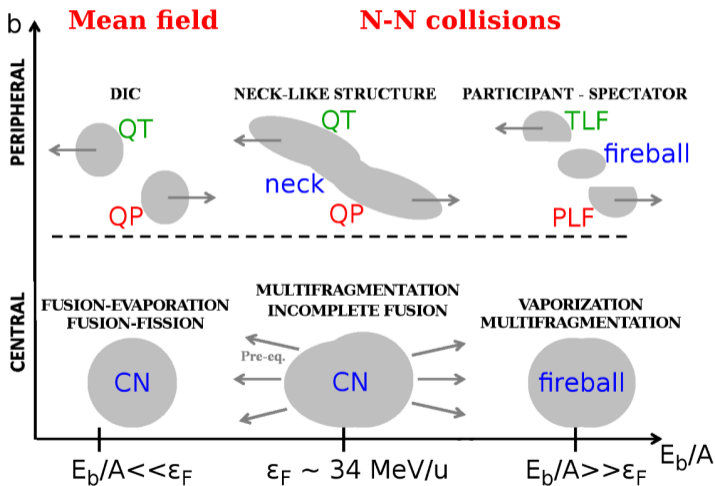 Mean field
N-N collisions
b
PERIPHERAL
DIC
NECK-LIKE STRUCTURE
PARTICIPANT - SPECTATOR
QT
QT
TLF
fireball
neck
QP
QP
PLF
CENTRAL
FUSION-EVAPORATION
FUSION-FISSION
MULTIFRAGMENTATION
INCOMPLETE FUSION
VAPORIZATION
MULTIFRAGMENTATION
Pre-eq.
CN
CN
fireball
E_b/A<<ε_F
ε_F ~ 34 MeV/u
E_b/A>>ε_F
E_b/A